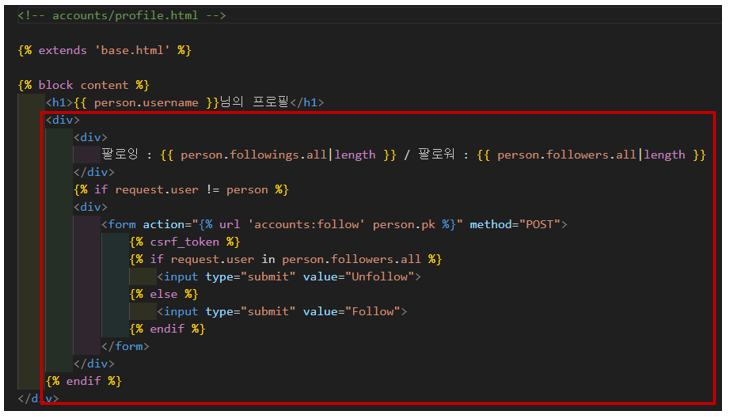 <!-- accounts/profile.html -->
{% extends 'base.html' %}
{% block content %}
<h1>{{ person.username }}님의 프로필</h1>
<div>
<div>
팔로잉 : {{ person.followings.all|length }} / 팔로워 : {{ person.followers.all|length }}
</div>
{% if request.user != person %}
<div>
<form action="{% url 'accounts:follow' person.pk %}" method="POST">
{% csrf_token %}
{% if request.user in person.followers.all %}
<input type="submit" value="Unfollow">
{% else %}
<input type="submit" value="Follow">
{% endif %}
</form>
</div>
{% endif %}
</div>